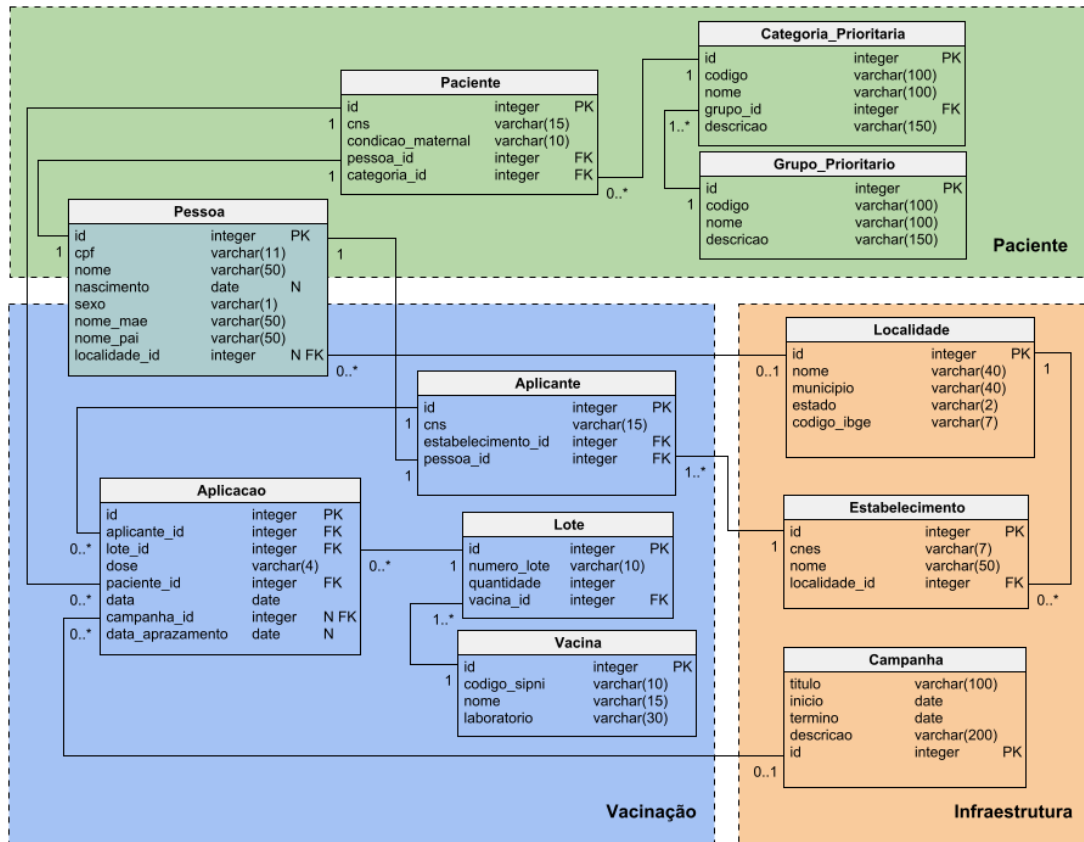 Categoria_Prioritaria
id integer PK
codigo varchar(100)
nome varchar(100)
grupo_id integer FK
descricao varchar(150)
1
1..*
Paciente
id integer PK
cns varchar(15)
condicao_maternal varchar(10)
pessoa_id integer FK
categoria_id integer FK
1
1
0..*
Grupo_Prioritario
id integer PK
codigo varchar(100)
nome varchar(100)
descricao varchar(150)
1
Paciente
Pessoa
id integer PK
cpf varchar(11)
nome varchar(50)
nascimento date N
sexo varchar(1)
nome_mae varchar(50)
nome_pai varchar(50)
localidade_id integer N FK
1
1
0..*
Localidade
id integer PK
nome varchar(40)
municipio varchar(40)
estado varchar(2)
codigo_ibge varchar(7)
0..1
1
Aplicante
id integer PK
cns varchar(15)
estabelecimento_id integer FK
pessoa_id integer FK
1
1
1..*
Aplicacao
id integer PK
aplicante_id integer FK
lote_id integer FK
dose varchar(4)
paciente_id integer FK
data date
campanha_id integer N FK
data_aprazamento date N
0..*
0..*
0..*
0..*
Lote
id integer PK
numero_lote varchar(10)
quantidade integer
vacina_id integer FK
1
1..*
Estabelecimento
id integer PK
cnes varchar(7)
nome varchar(50)
localidade_id integer FK
1
0..*
Vacina
id integer PK
codigo_sipni varchar(10)
nome varchar(15)
laboratorio varchar(30)
1
Campanha
titulo varchar(100)
inicio date
termino date
descricao varchar(200)
id integer PK
0..1
Vacinação
Infraestrutura